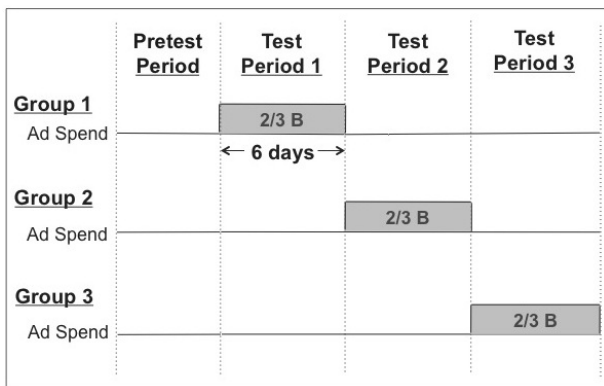 Pretest Test Test Test
Period Period 1 Period 2 Period 3
Group 1
2/3 B
Ad Spend
6 days
Group 2
2/3 B
Ad Spend
Group 3
2/3 B
Ad Spend